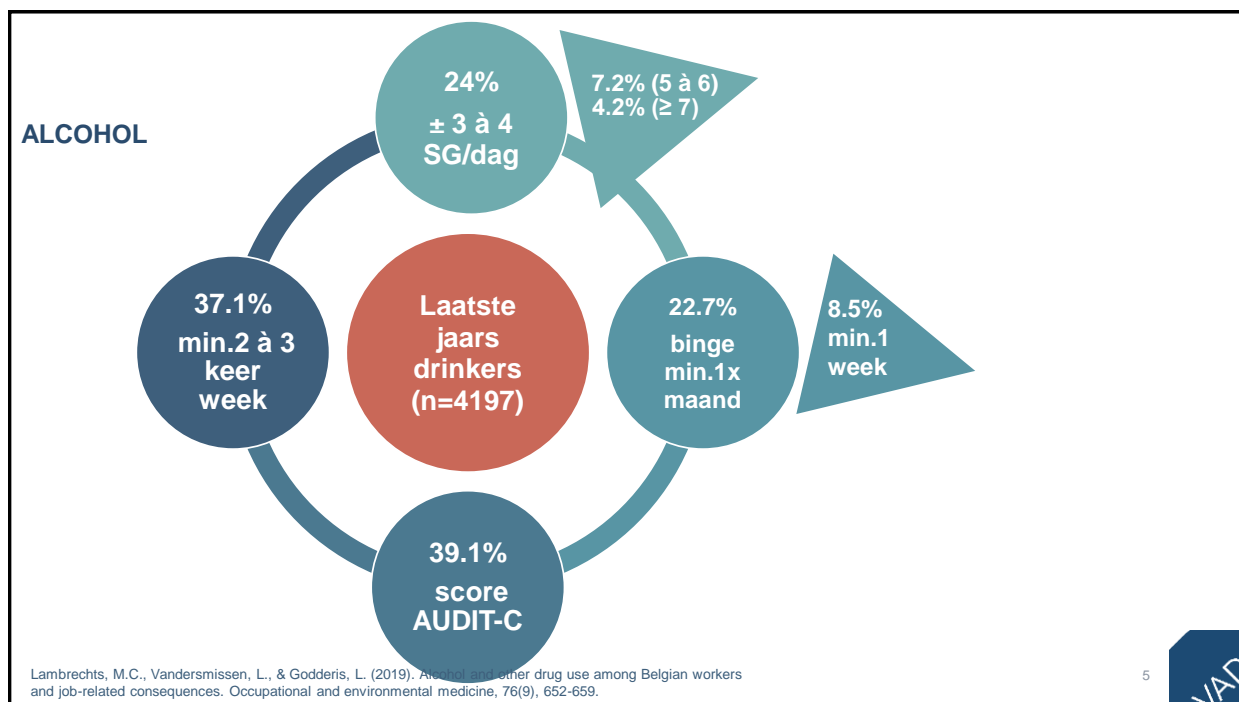 ALCOHOL
24%
± 3 à 4
SG/dag
7.2% (5 à 6)
4.2% (≥ 7)
37.1%
min.2 à 3
keer
week
Laatste
jaars
drinkers
(n=4197)
22.7%
binge
min.1x
maand
8.5%
min.1
week
39.1%
score
AUDIT-C
Lambrechts, M.C., Vandersmissen, L., & Godderis, L. (2019). Alcohol and other drug use among Belgian workers
and job-related consequences. Occupational and environmental medicine, 76(9), 652-659.
5
VAD